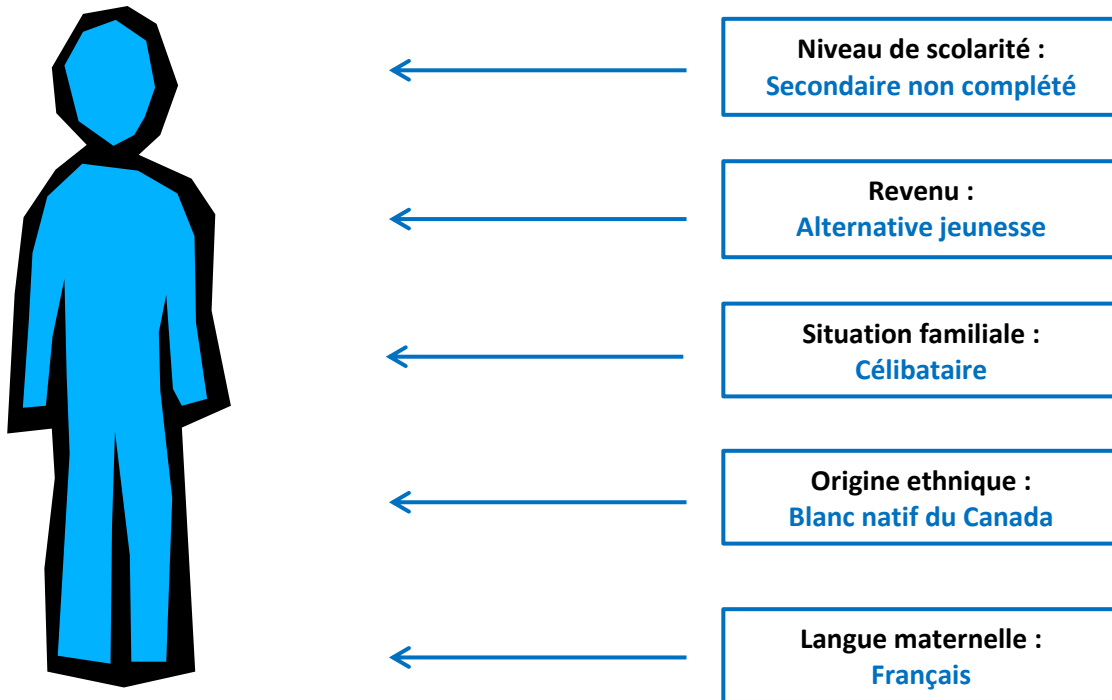 Niveau de scolarité :
Secondaire non complété
Revenu :
Alternative jeunesse
Situation familiale :
Célibataire
Origine ethnique :
Blanc natif du Canada
Langue maternelle :
Français